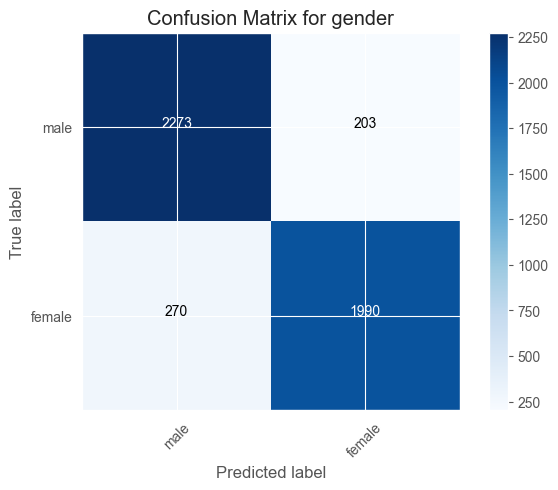 Confusion Matrix for gender
2250
2000
1750
1500
1250
1000
750
500
250
True label
male
2273
203
female
270
1990
male
female
Predicted label